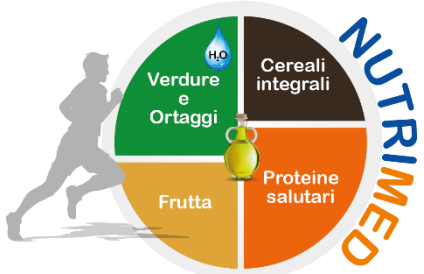 H₂O
Verdure
e
Ortaggi
Cereali
integrali
Frutta
Proteine
salutari
NUTRIMED